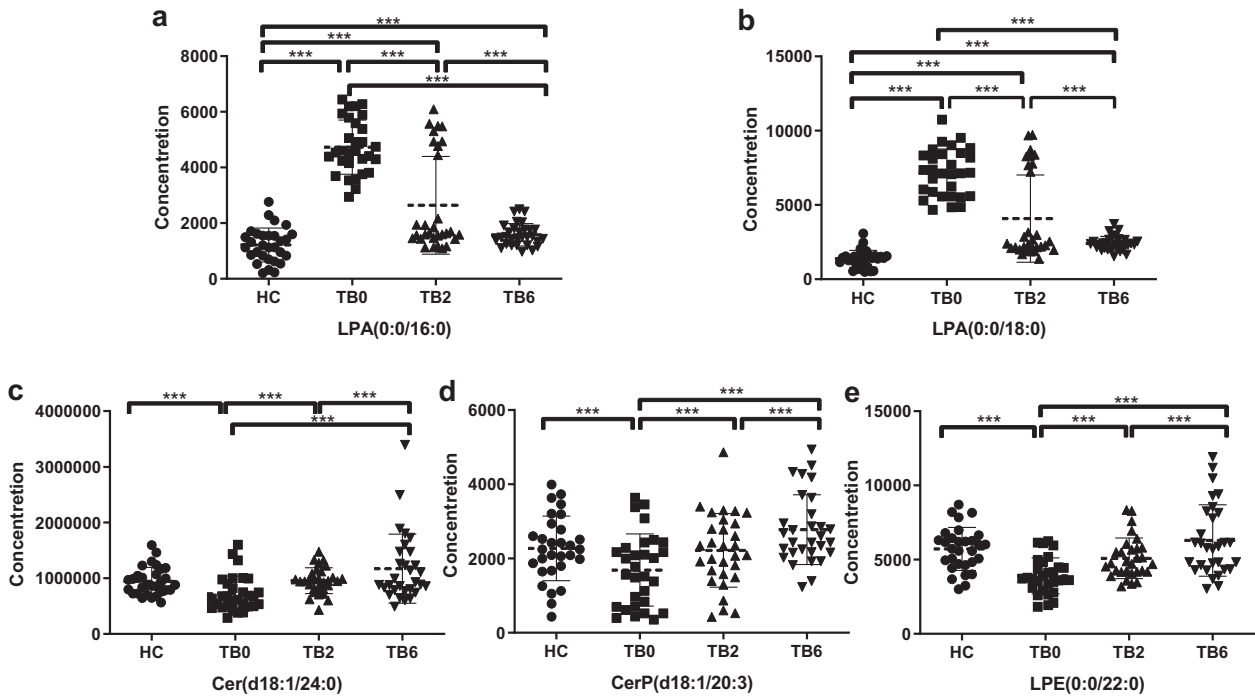 a
***
***
*** *** ***
***
8000
6000
4000
2000
0
Concentretion
HC TB0 TB2 TB6
LPA(0:0/16:0)
b
***
***
***
*** *** ***
15000
10000
5000
0
Concentretion
HC TB0 TB2 TB6
LPA(0:0/18:0)
c
*** *** ***
***
4000000
3000000
2000000
1000000
0
Concentretion
HC TB0 TB2 TB6
Cer(d18:1/24:0)
d
***
*** *** ***
6000
4000
2000
0
Concentretion
HC TB0 TB2 TB6
CerP(d18:1/20:3)
e
***
*** *** ***
15000
10000
5000
0
Concentretion
HC TB0 TB2 TB6
LPE(0:0/22:0)